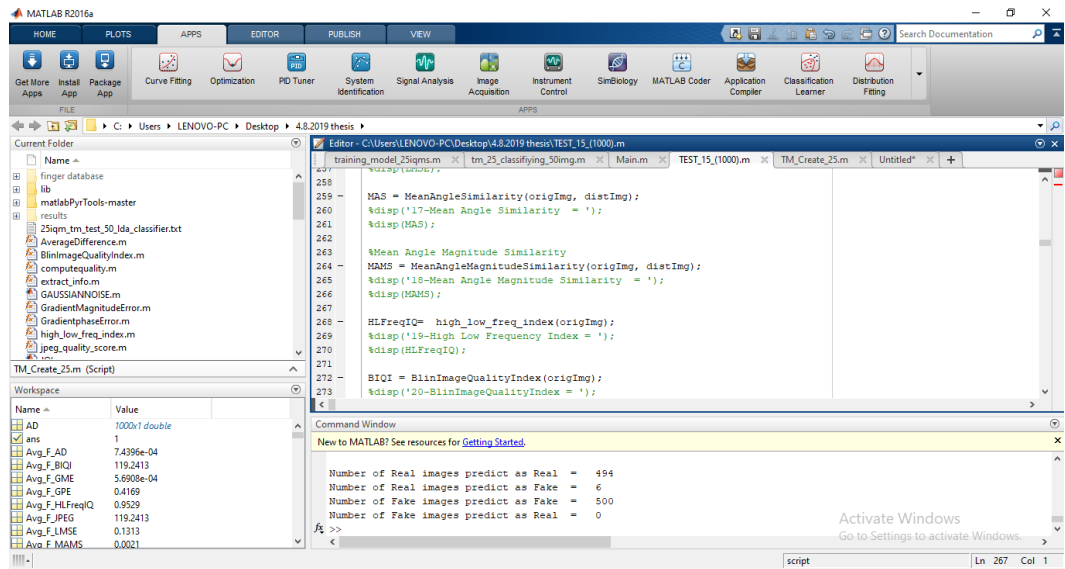 MATLAB R2016a
HOME PLOTS APPS EDITOR PUBLISH VIEW Search Documentation
Get More Apps Install App Package App Curve Fitting Optimization PID Tuner System Identification Signal Analysis Image Acquisition Instrument Control SimBiology MATLAB Coder Application Compiler Classification Learner Distribution Fitting
FILE APPS
C: Users LENOVO-PC Desktop 4.8.2019 thesis
Current Folder
Name
finger database
lib
matlabPyrTools-master
results
25iqm_tm_test_50_lda_classifier.txt
AverageDifference.m
BlinImageQualityIndex.m
computequality.m
extract_info.m
GAUSSIANNOISE.m
GradientMagnitudeError.m
GradientphaseError.m
high_low_freq_index.m
jpeg_quality_score.m
TM_Create_25.m (Script)
Workspace
Name Value
AD 1000x1 double
ans 1
Avg_F_AD 7.4396e-04
Avg_F_BIQI 119.2413
Avg_F_GME 5.6908e-04
Avg_F_GPE 0.4169
Avg_F_HLFreqIQ 0.9529
Avg_F_JPEG 119.2413
Avg_F_LMSE 0.1313
Avg_F_MAMS 0.0021
Editor - C:\Users\LENOVO-PC\Desktop\4.8.2019 thesis\TEST_15_(1000).m
training_model_25iqms.m tm_25_classifiying_50img.m Main.m TEST_15_(1000).m TM_Create_25.m Untitled*
257 %disp(LMSE);
258
259 MAS = MeanAngleSimilarity(origImg, distImg);
260 %disp('17-Mean Angle Similarity = ');
261 %disp(MAS);
262
263 %Mean Angle Magnitude Similarity
264 MAMS = MeanAngleMagnitudeSimilarity(origImg, distImg);
265 %disp('18-Mean Angle Magnitude Similarity = ');
266 %disp(MAMS);
267
268 HLFreqIQ= high_low_freq_index(origImg);
269 %disp('19-High Low Frequency Index = ');
270 %disp(HLFreqIQ);
271
272 BIQI = BlinImageQualityIndex(origImg);
273 %disp('20-BlinImageQualityIndex = ');
Command Window
New to MATLAB? See resources for Getting Started.
Number of Real images predict as Real = 494
Number of Real images predict as Fake = 6
Number of Fake images predict as Fake = 500
Number of Fake images predict as Real = 0
fx >>
Activate Windows
Go to Settings to activate Windows.
script Ln 267 Col 1